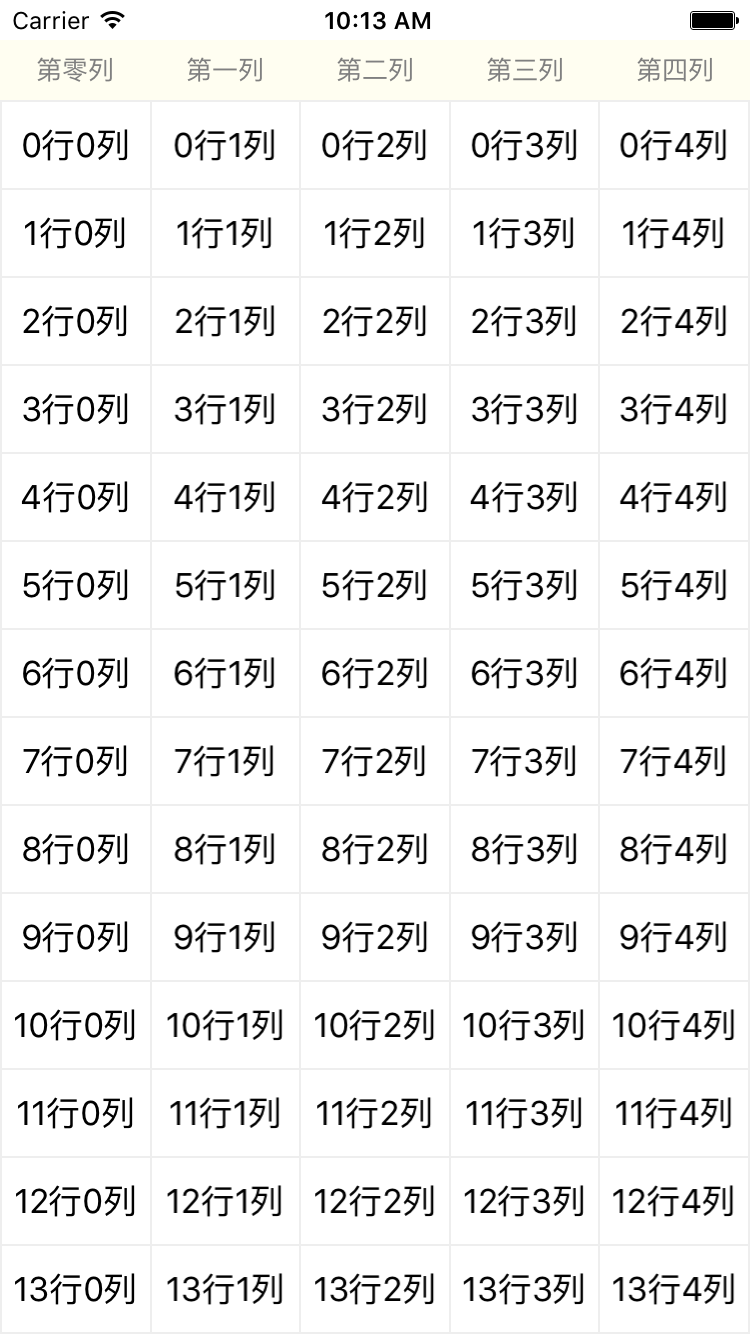 Carrier 10:13 AM
第零列 第一列 第二列 第三列 第四列
0行0列 0行1列 0行2列 0行3列 0行4列
1行0列 1行1列 1行2列 1行3列 1行4列
2行0列 2行1列 2行2列 2行3列 2行4列
3行0列 3行1列 3行2列 3行3列 3行4列
4行0列 4行1列 4行2列 4行3列 4行4列
5行0列 5行1列 5行2列 5行3列 5行4列
6行0列 6行1列 6行2列 6行3列 6行4列
7行0列 7行1列 7行2列 7行3列 7行4列
8行0列 8行1列 8行2列 8行3列 8行4列
9行0列 9行1列 9行2列 9行3列 9行4列
10行0列 10行1列 10行2列 10行3列 10行4列
11行0列 11行1列 11行2列 11行3列 11行4列
12行0列 12行1列 12行2列 12行3列 12行4列
13行0列 13行1列 13行2列 13行3列 13行4列